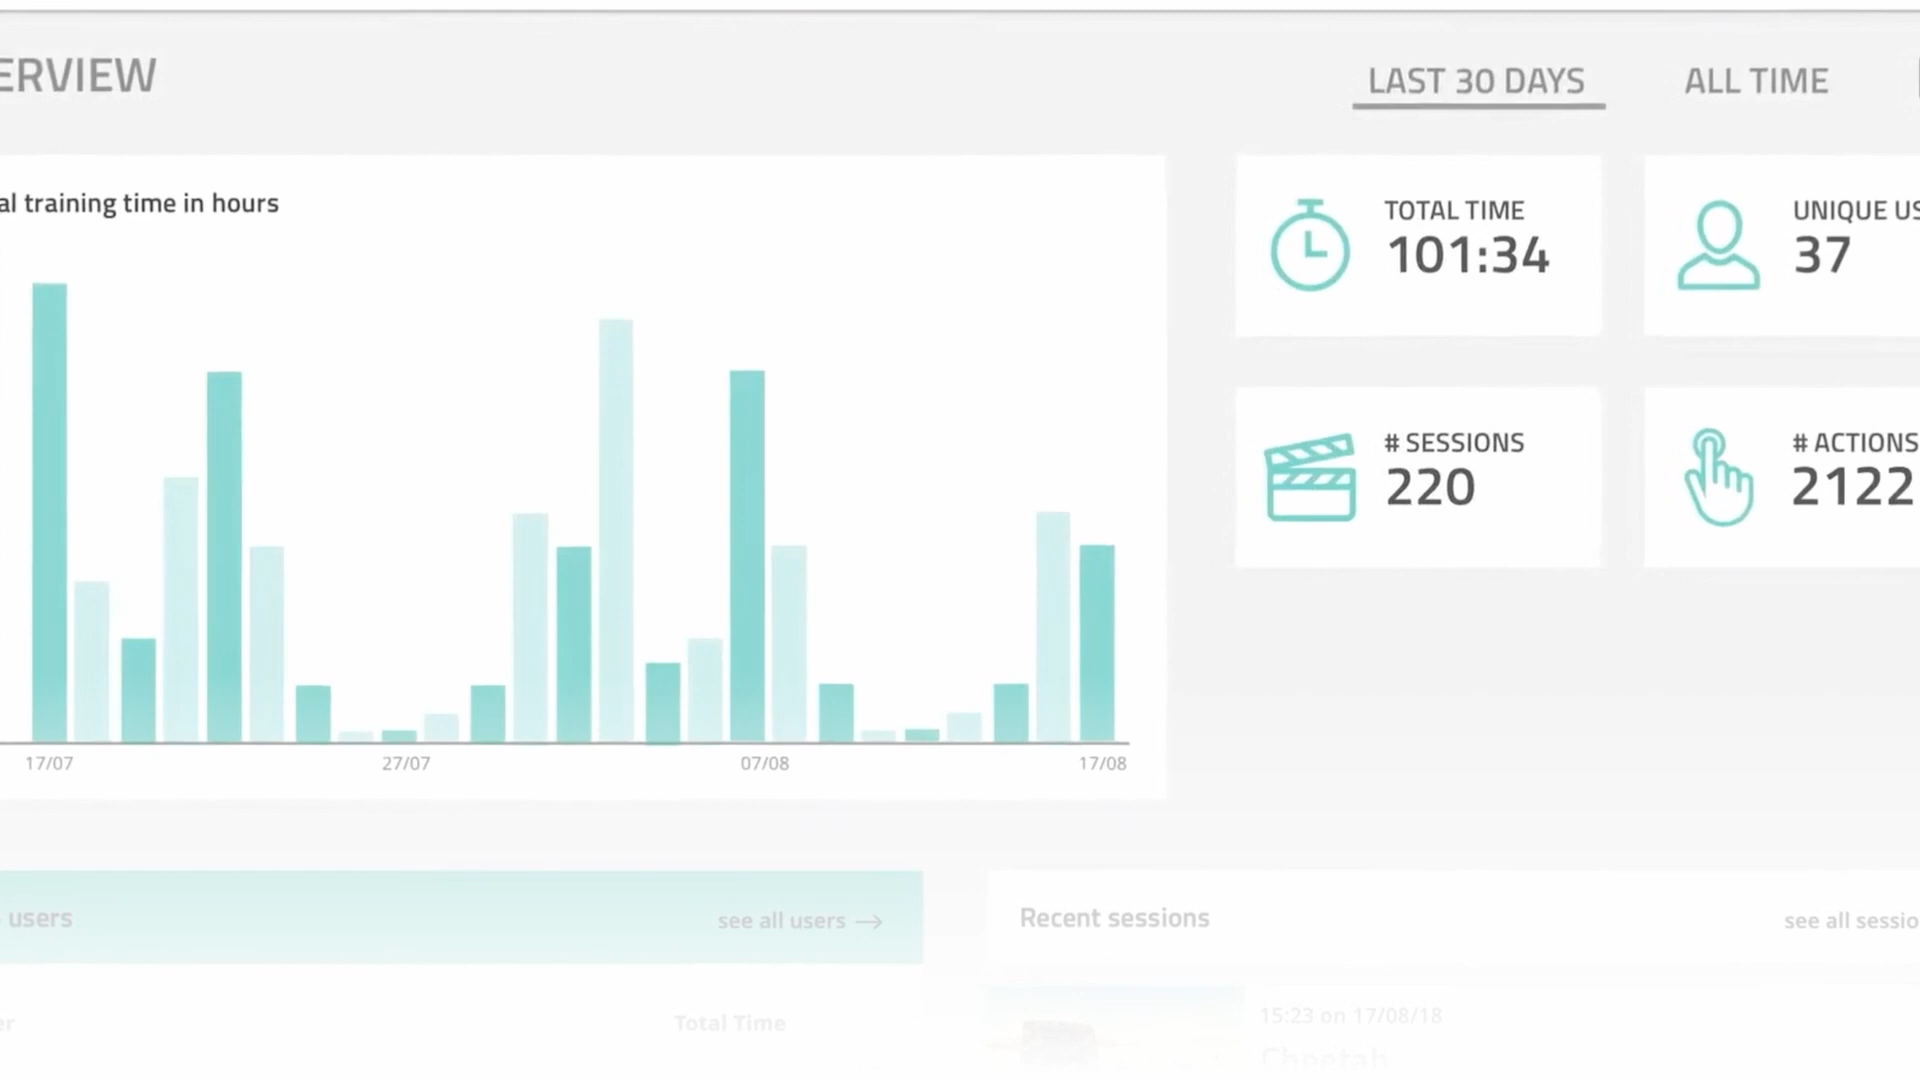 ERVIEW
LAST 30 DAYS
ALL TIME
al training time in hours
TOTAL TIME
101:34
UNIQUE US
37
# SESSIONS
220
# ACTIONS
2122
17/07
27/07
07/08
17/08
users
see all users →
Recent sessions
see all sessio
er
Total Time
15:23 on 17/08/18
Cheetah